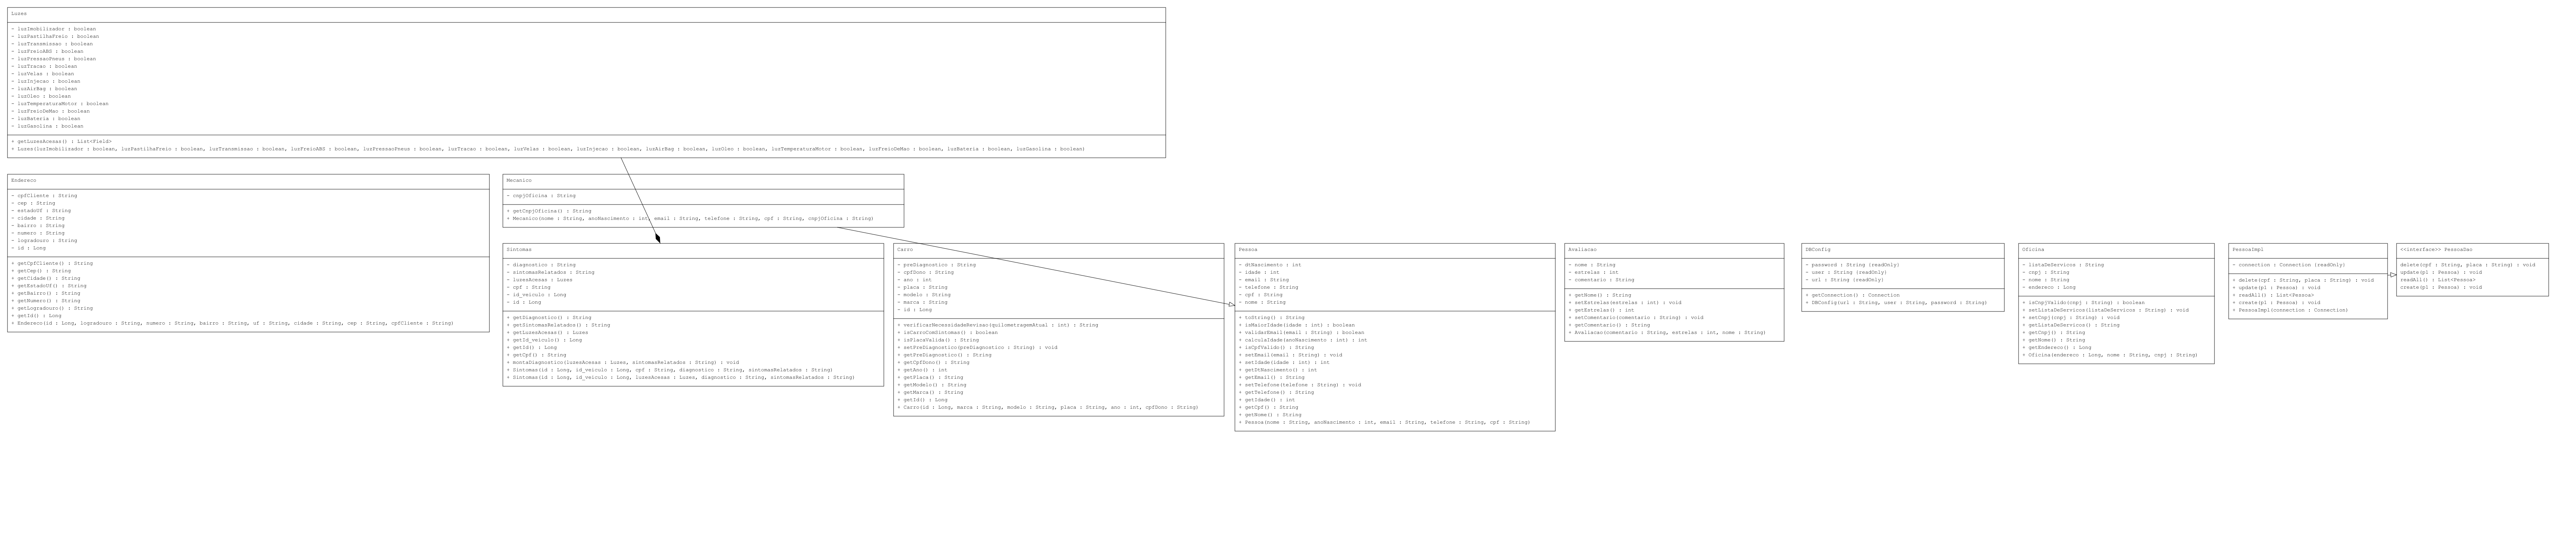 Luzes
- luzImobilizador : boolean
- luzPastilhaFreio : boolean
- luzTransmissao : boolean
- luzFreioABS : boolean
- luzPressaoPneus : boolean
- luzTracao : boolean
- luzVelas : boolean
- luzInjecao : boolean
- luzAirBag : boolean
- luzOleo : boolean
- luzTemperaturaMotor : boolean
- luzFreioDeMao : boolean
- luzBateria : boolean
- luzGasolina : boolean
+ getLuzesAcesas() : List<Field>
+ Luzes(luzImobilizador : boolean, luzPastilhaFreio : boolean, luzTransmissao : boolean, luzFreioABS : boolean, luzPressaoPneus : boolean, luzTracao : boolean, luzVelas : boolean, luzInjecao : boolean, luzAirBag : boolean, luzOleo : boolean, luzTemperaturaMotor : boolean, luzFreioDeMao : boolean, luzBateria : boolean, luzGasolina : boolean)
Endereco
- cpfCliente : String
- cep : String
- estadoUf : String
- cidade : String
- bairro : String
- numero : String
- logradouro : String
- id : Long
+ getCpfCliente() : String
+ getCep() : String
+ getCidade() : String
+ getEstadoUf() : String
+ getBairro() : String
+ getNumero() : String
+ getLogradouro() : String
+ getId() : Long
+ Endereco(id : Long, logradouro : String, numero : String, bairro : String, uf : String, cidade : String, cep : String, cpfCliente : String)
Mecanico
- cnpjOficina : String
+ getCnpjOficina() : String
+ Mecanico(nome : String, anoNascimento : int, email : String, telefone : String, cpf : String, cnpjOficina : String)
Sintomas
- diagnostico : String
- sintomasRelatados : String
- luzesAcesas : Luzes
- cpf : String
- id_veiculo : Long
- id : Long
+ getDiagnostico() : String
+ getSintomasRelatados() : String
+ getLuzesAcesas() : Luzes
+ getId_veiculo() : Long
+ getId() : Long
+ getCpf() : String
+ montaDiagnostico(luzesAcesas : Luzes, sintomasRelatados : String) : void
+ Sintomas(id : Long, id_veiculo : Long, cpf : String, diagnostico : String, sintomasRelatados : String)
+ Sintomas(id : Long, id_veiculo : Long, luzesAcesas : Luzes, diagnostico : String, sintomasRelatados : String)
Carro
- preDiagnostico : String
- cpfDono : String
- ano : int
- placa : String
- modelo : String
- marca : String
- id : Long
+ verificarNecessidadeRevisao(quilometragemAtual : int) : String
+ isCarroComSintomas() : boolean
+ isPlacaValida() : String
+ setPreDiagnostico(preDiagnostico : String) : void
+ getPreDiagnostico() : String
+ getCpfDono() : String
+ getAno() : int
+ getPlaca() : String
+ getModelo() : String
+ getMarca() : String
+ getId() : Long
+ Carro(id : Long, marca : String, modelo : String, placa : String, ano : int, cpfDono : String)
Pessoa
- dtNascimento : int
- idade : int
- email : String
- telefone : String
- cpf : String
- nome : String
+ toString() : String
+ isMaiorIdade(idade : int) : boolean
+ validarEmail(email : String) : boolean
+ calculaIdade(anoNascimento : int) : int
+ isCpfValido() : String
+ setEmail(email : String) : void
+ setIdade(idade : int) : int
+ getDtNascimento() : int
+ getEmail() : String
+ setTelefone(telefone : String) : void
+ getTelefone() : String
+ getIdade() : int
+ getCpf() : String
+ getNome() : String
+ Pessoa(nome : String, anoNascimento : int, email : String, telefone : String, cpf : String)
Avaliacao
- nome : String
- estrelas : int
- comentario : String
+ getNome() : String
+ setEstrelas(estrelas : int) : void
+ getEstrelas() : int
+ setComentario(comentario : String) : void
+ getComentario() : String
+ Avaliacao(comentario : String, estrelas : int, nome : String)
DBConfig
- password : String {readOnly}
- user : String {readOnly}
- url : String {readOnly}
+ getConnection() : Connection
+ DBConfig(url : String, user : String, password : String)
Oficina
- listaDeServicos : String
- cnpj : String
- nome : String
- endereco : Long
+ isCnpjValido(cnpj : String) : boolean
+ setListaDeServicos(listaDeServicos : String) : void
+ setCnpj(cnpj : String) : void
+ getListaDeServicos() : String
+ getCnpj() : String
+ getNome() : String
+ getEndereco() : Long
+ Oficina(endereco : Long, nome : String, cnpj : String)
PessoaImpl
- connection : Connection {readOnly}
+ delete(cpf : String, placa : String) : void
+ update(pl : Pessoa) : void
+ readAll() : List<Pessoa>
+ create(pl : Pessoa) : void
+ PessoaImpl(connection : Connection)
<<interface>> PessoaDao
delete(cpf : String, placa : String) : void
update(pl : Pessoa) : void
readAll() : List<Pessoa>
create(pl : Pessoa) : void